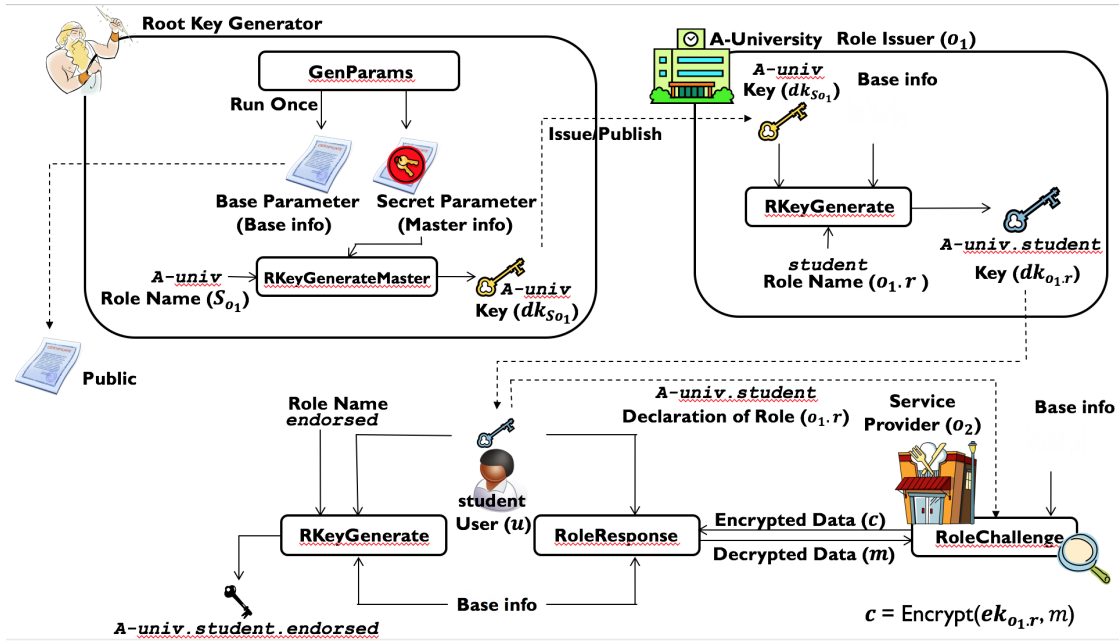 Root Key Generator
GenParams
Run Once
Base Parameter
(Base info)
Secret Parameter
(Master info)
A-univ
Role Name (S_{o_1})
RKeyGenerateMaster
A-univ
Key (dk_{S_{o_1}})
Public
Issue/Publish
A-University Role Issuer (o_1)
A-univ
Key (dk_{S_{o_1}})
Base info
RKeyGenerate
student
Role Name (o_1.r)
A-univ.student
Key (dk_{o_1.r})
A-univ.student
Declaration of Role (o_1.r)
Role Name
endorsed
student
User (u)
RKeyGenerate
RoleResponse
Base info
A-univ.student.endorsed
Service
Provider (o_2)
Base info
Encrypted Data (c)
Decrypted Data (m)
RoleChallenge
c = Encrypt(ek_{o_1.r}, m)